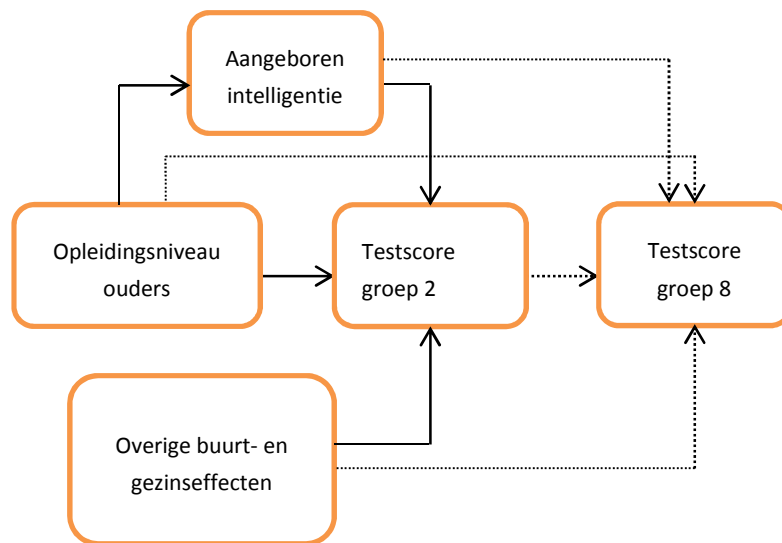 Aangeboren
intelligentie
Opleidingsniveau
ouders
Testscore
groep 2
Testscore
groep 8
Overige buurt- en
gezinseffecten